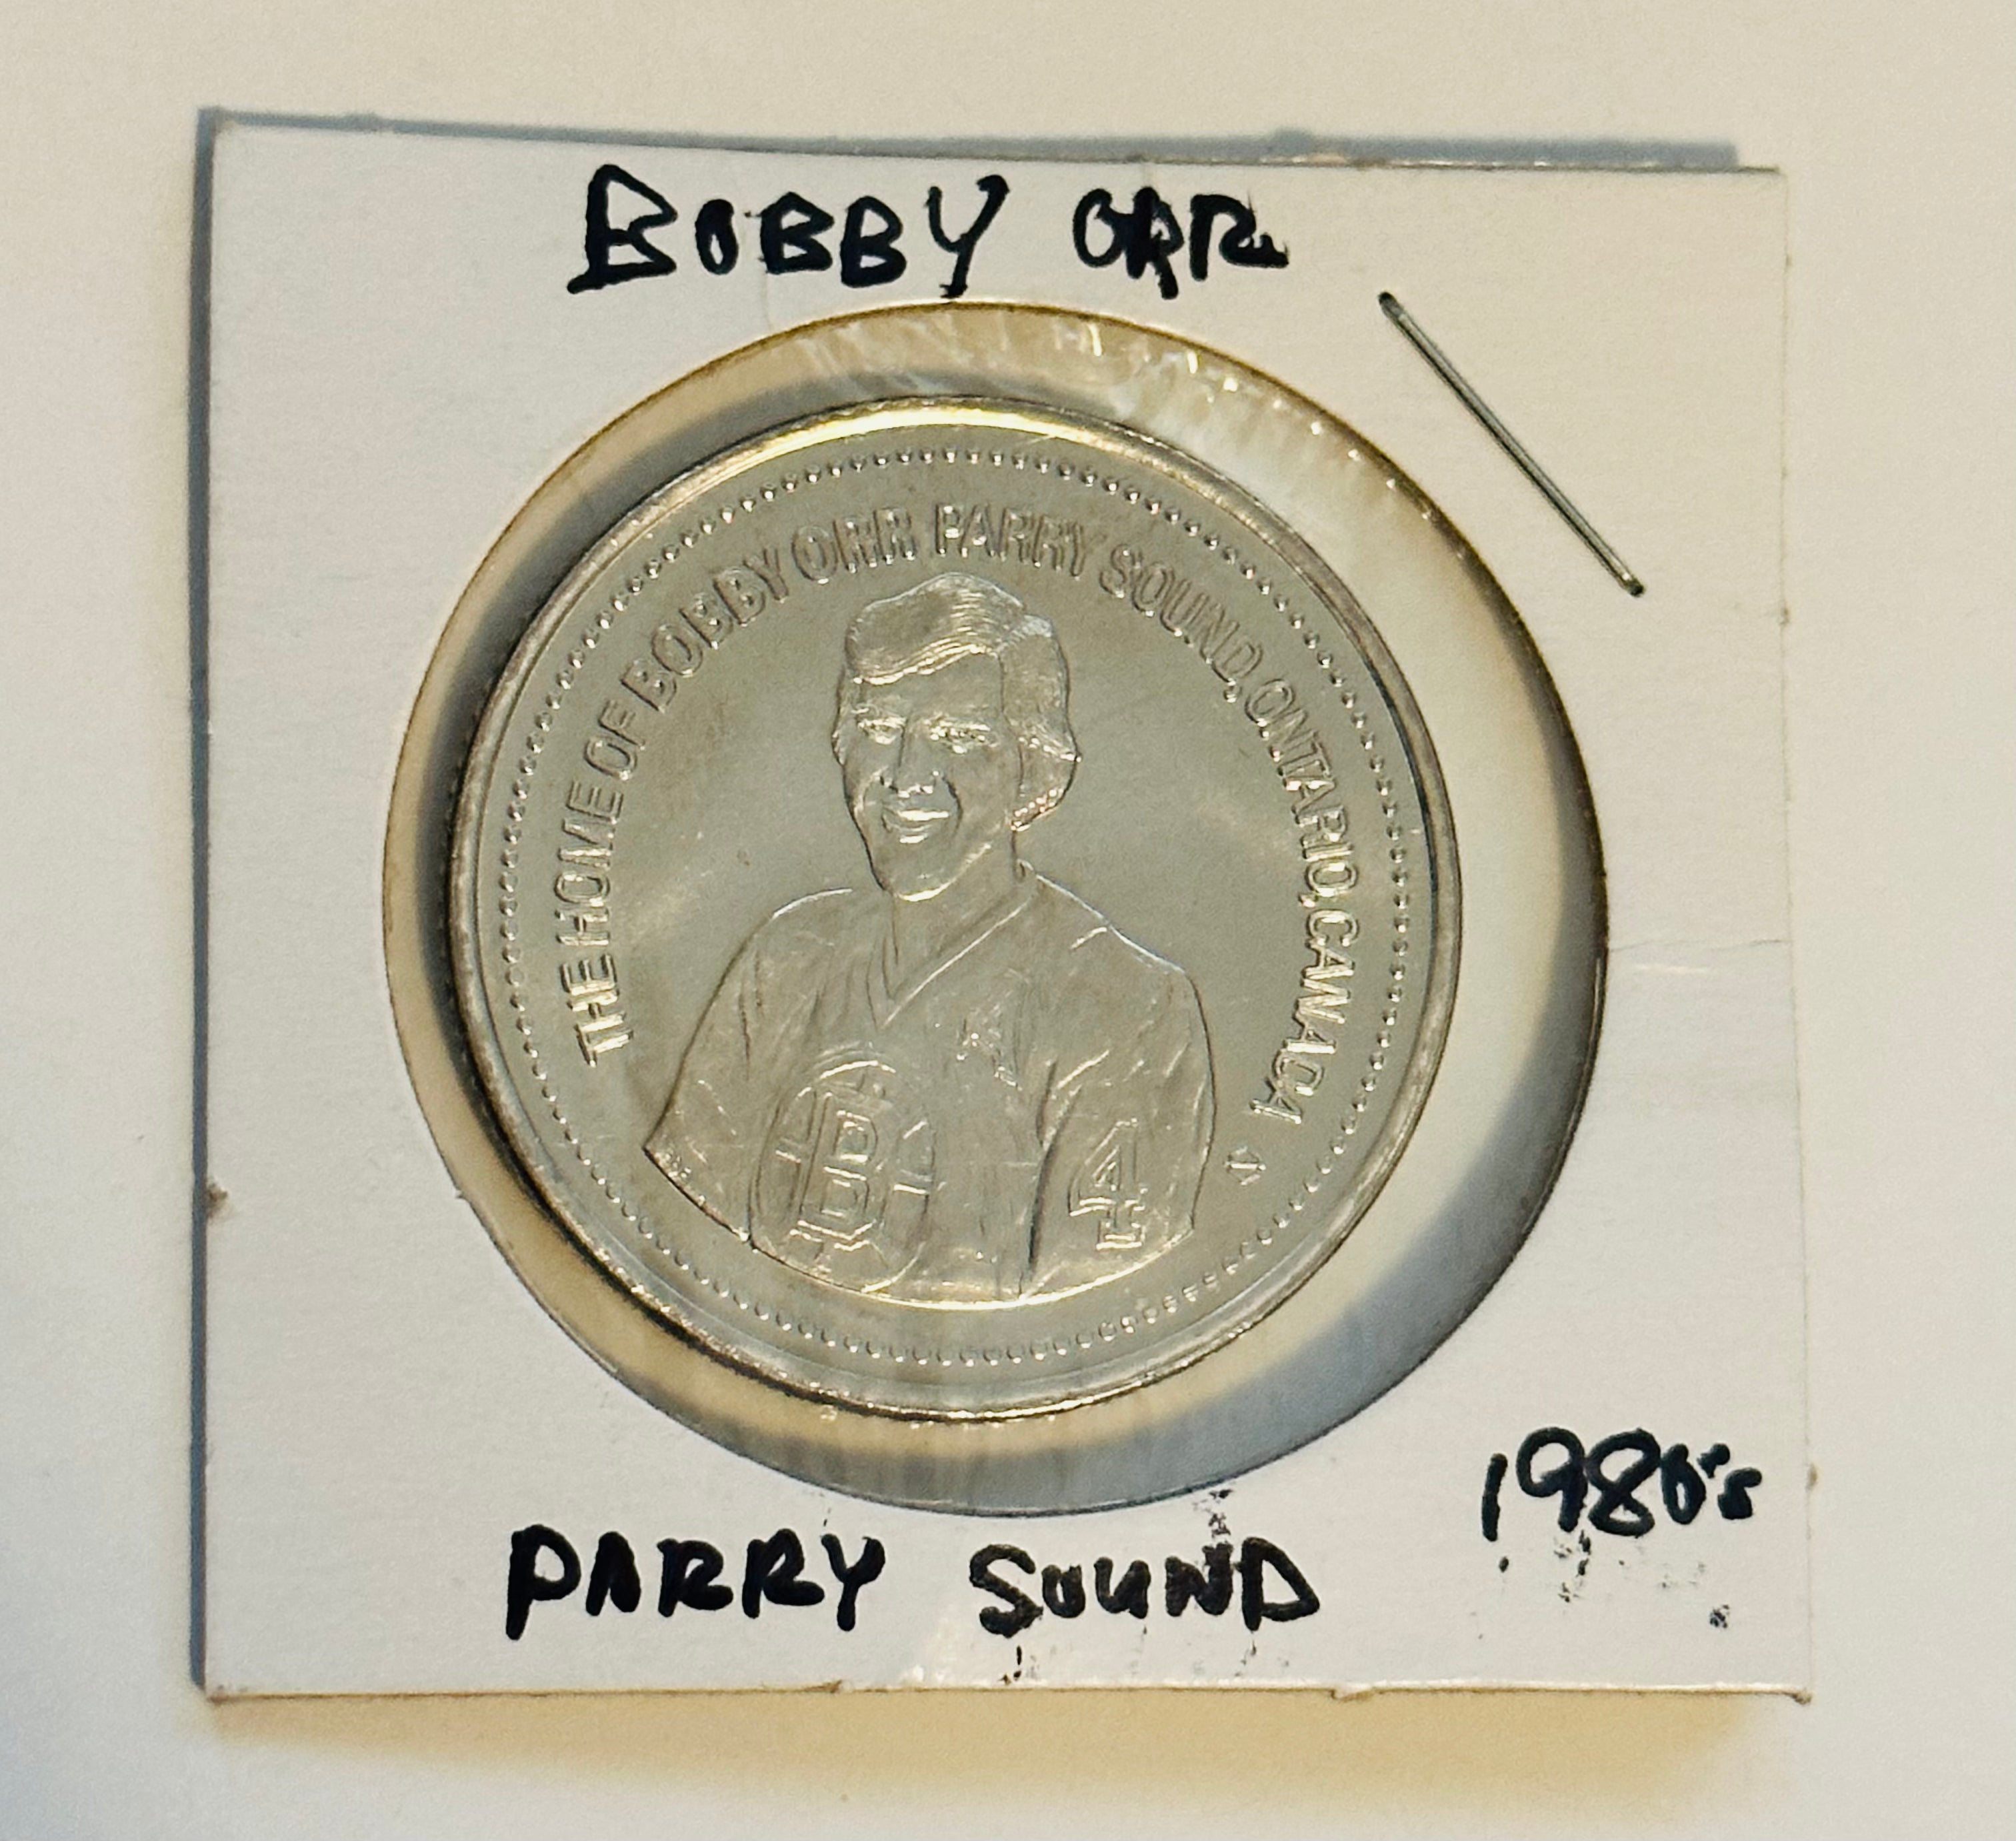 BOBBY ORR
THE HOME OF BOBBY ORR PARRY SOUND, ONTARIO, CANADA
B
4
PARRY SOUND
1980's